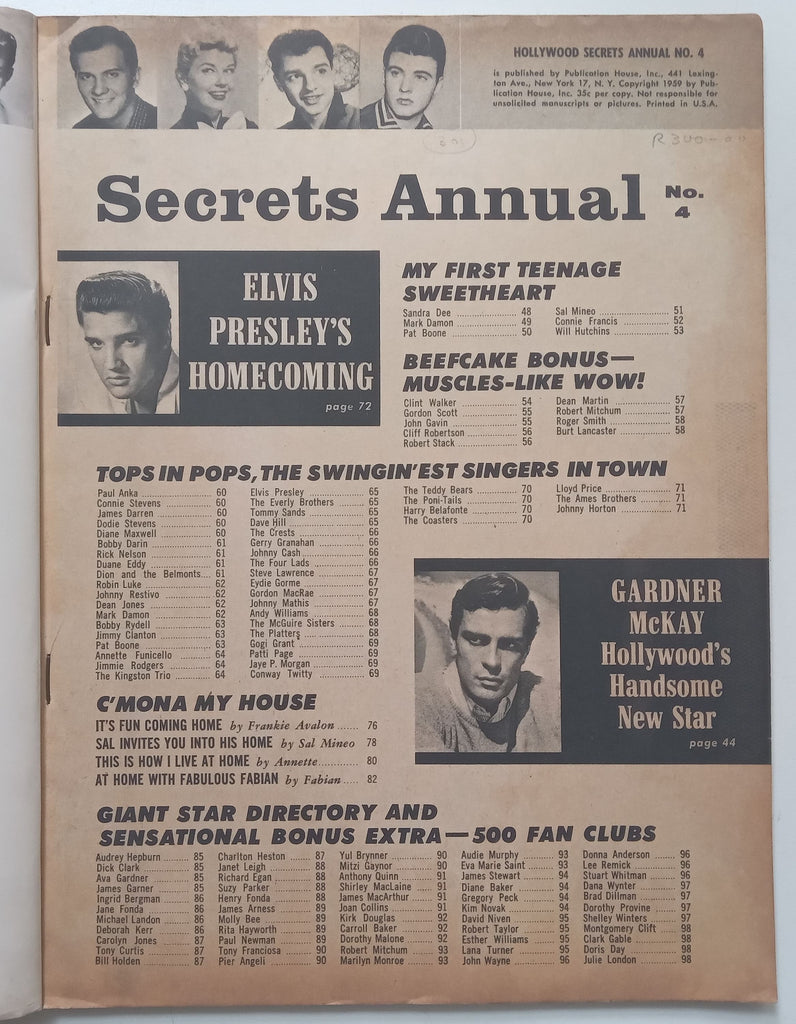 HOLLYWOOD SECRETS ANNUAL NO. 4
is published by Publication House, Inc., 441 Lexing-
ton Ave., New York 17, N. Y. Copyright 1959 by Pub-
lication House, Inc. 35c per copy. Not responsible for
unsolicited manuscripts or pictures. Printed in U.S.A.
Secrets Annual No. 4
ELVIS
PRESLEY'S
HOMECOMING
page 72
MY FIRST TEENAGE
SWEETHEART
Sandra Dee 48
Mark Damon 49
Pat Boone 50
Sal Mineo 51
Connie Francis 52
Will Hutchins 53
BEEFCAKE BONUS—
MUSCLES-LIKE WOW!
Clint Walker 54
Gordon Scott 55
John Gavin 55
Cliff Robertson 56
Robert Stack 56
Dean Martin 57
Robert Mitchum 57
Roger Smith 58
Burt Lancaster 58
TOPS IN POPS, THE SWINGIN'EST SINGERS IN TOWN
Paul Anka 60
Connie Stevens 60
James Darren 60
Dodie Stevens 60
Diane Maxwell 60
Bobby Darin 61
Rick Nelson 61
Duane Eddy 61
Dion and the Belmonts 61
Robin Luke 62
Johnny Restivo 62
Dean Jones 62
Mark Damon 62
Bobby Rydell 63
Jimmy Clanton 63
Pat Boone 63
Annette Funicello 64
Jimmie Rodgers 64
The Kingston Trio 64
Elvis Presley 65
The Everly Brothers 65
Tommy Sands 65
Dave Hill 65
The Crests 66
Gerry Granahan 66
Johnny Cash 66
The Four Lads 66
Steve Lawrence 67
Eydie Gorme 67
Gordon MacRae 67
Johnny Mathis 67
Andy Williams 68
The McGuire Sisters 68
The Platters 68
Gogi Grant 69
Patti Page 69
Jaye P. Morgan 69
Conway Twitty 69
The Teddy Bears 70
The Poni-Tails 70
Harry Belafonte 70
The Coasters 70
Lloyd Price 71
The Ames Brothers 71
Johnny Horton 71
GARDNER
McKAY
Hollywood's
Handsome
New Star
page 44
C'MONA MY HOUSE
IT'S FUN COMING HOME by Frankie Avalon 76
SAL INVITES YOU INTO HIS HOME by Sal Mineo 78
THIS IS HOW I LIVE AT HOME by Annette 80
AT HOME WITH FABULOUS FABIAN by Fabian 82
GIANT STAR DIRECTORY AND
SENSATIONAL BONUS EXTRA—500 FAN CLUBS
Audrey Hepburn 85
Dick Clark 85
Ava Gardner 85
James Garner 85
Ingrid Bergman 86
Jane Fonda 86
Michael Landon 86
Deborah Kerr 86
Carolyn Jones 87
Tony Curtis 87
Bill Holden 87
Charlton Heston 87
Janet Leigh 88
Richard Egan 88
Suzy Parker 88
Henry Fonda 88
James Arness 89
Molly Bee 89
Rita Hayworth 89
Paul Newman 89
Tony Franciosa 90
Pier Angeli 90
Yul Brynner 90
Mitzi Gaynor 90
Anthony Quinn 91
Shirley MacLaine 91
James MacArthur 91
Joan Collins 91
Kirk Douglas 92
Carroll Baker 92
Dorothy Malone 92
Robert Mitchum 93
Marilyn Monroe 93
Audie Murphy 93
Eva Marie Saint 93
James Stewart 94
Diane Baker 94
Gregory Peck 94
Kim Novak 94
David Niven 95
Robert Taylor 95
Esther Williams 95
Lana Turner 95
John Wayne 96
Donna Anderson 96
Lee Remick 96
Stuart Whitman 96
Dana Wynter 97
Brad Dillman 97
Dorothy Provine 97
Shelley Winters 97
Montgomery Clift 98
Clark Gable 98
Doris Day 98
Julie London 98